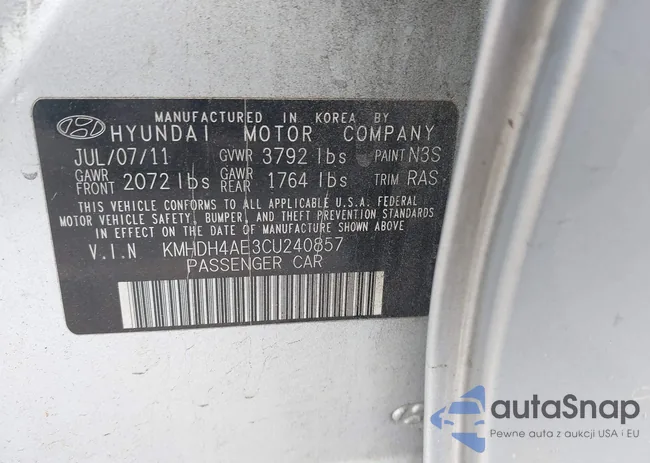 MANUFACTURED IN KOREA BY
HYUNDAI MOTOR COMPANY
JUL/07/11 GVWR 3792 lbs PAINT N3S
GAWR FRONT 2072 lbs GAWR REAR 1764 lbs TRIM RAS
THIS VEHICLE CONFORMS TO ALL APPLICABLE U.S.A. FEDERAL
MOTOR VEHICLE SAFETY, BUMPER, AND THEFT PREVENTION STANDARDS
IN EFFECT ON THE DATE OF MANUFACTURE SHOWN ABOVE
V.I.N KMHDH4AE3CU240857
PASSENGER CAR
autoSnap
Pewne auta z aukcji USA i EU